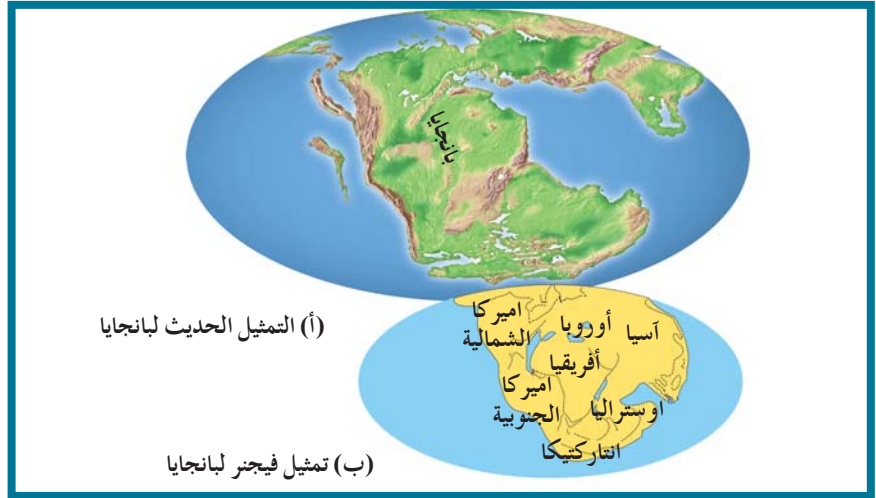 بانجايا
(أ) التمثيل الحديث لبانجايا
اميركا
الشمالية
أوروبا
آسيا
أفريقيا
اميركا
الجنوبية
اوستراليا
انتاركتيكا
(ب) تمثيل فيجنر لبانجايا